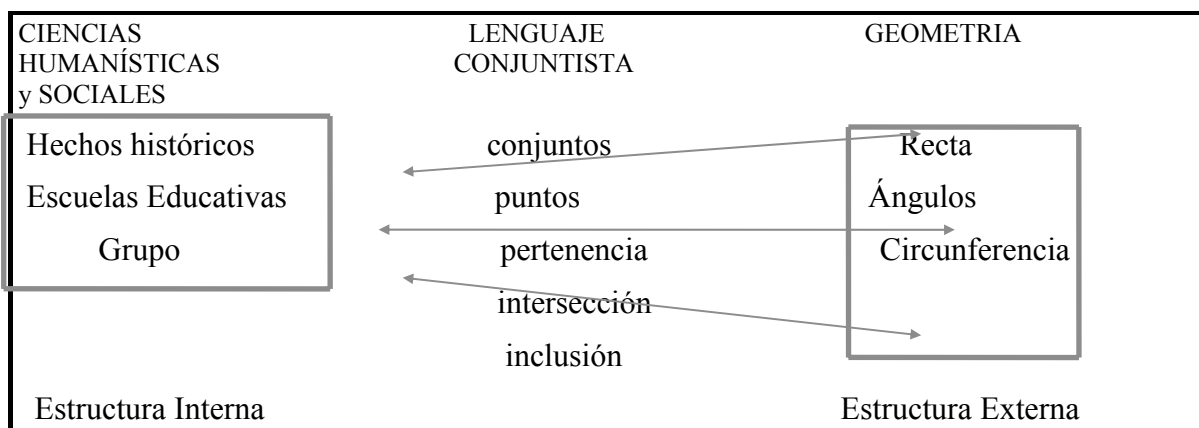 CIENCIAS
HUMANÍSTICAS
y SOCIALES
LENGUAJE
CONJUNTISTA
GEOMETRIA
Hechos históricos
Escuelas Educativas
Grupo
conjuntos
puntos
pertenencia
intersección
inclusión
Recta
Ángulos
Circunferencia
Estructura Interna
Estructura Externa